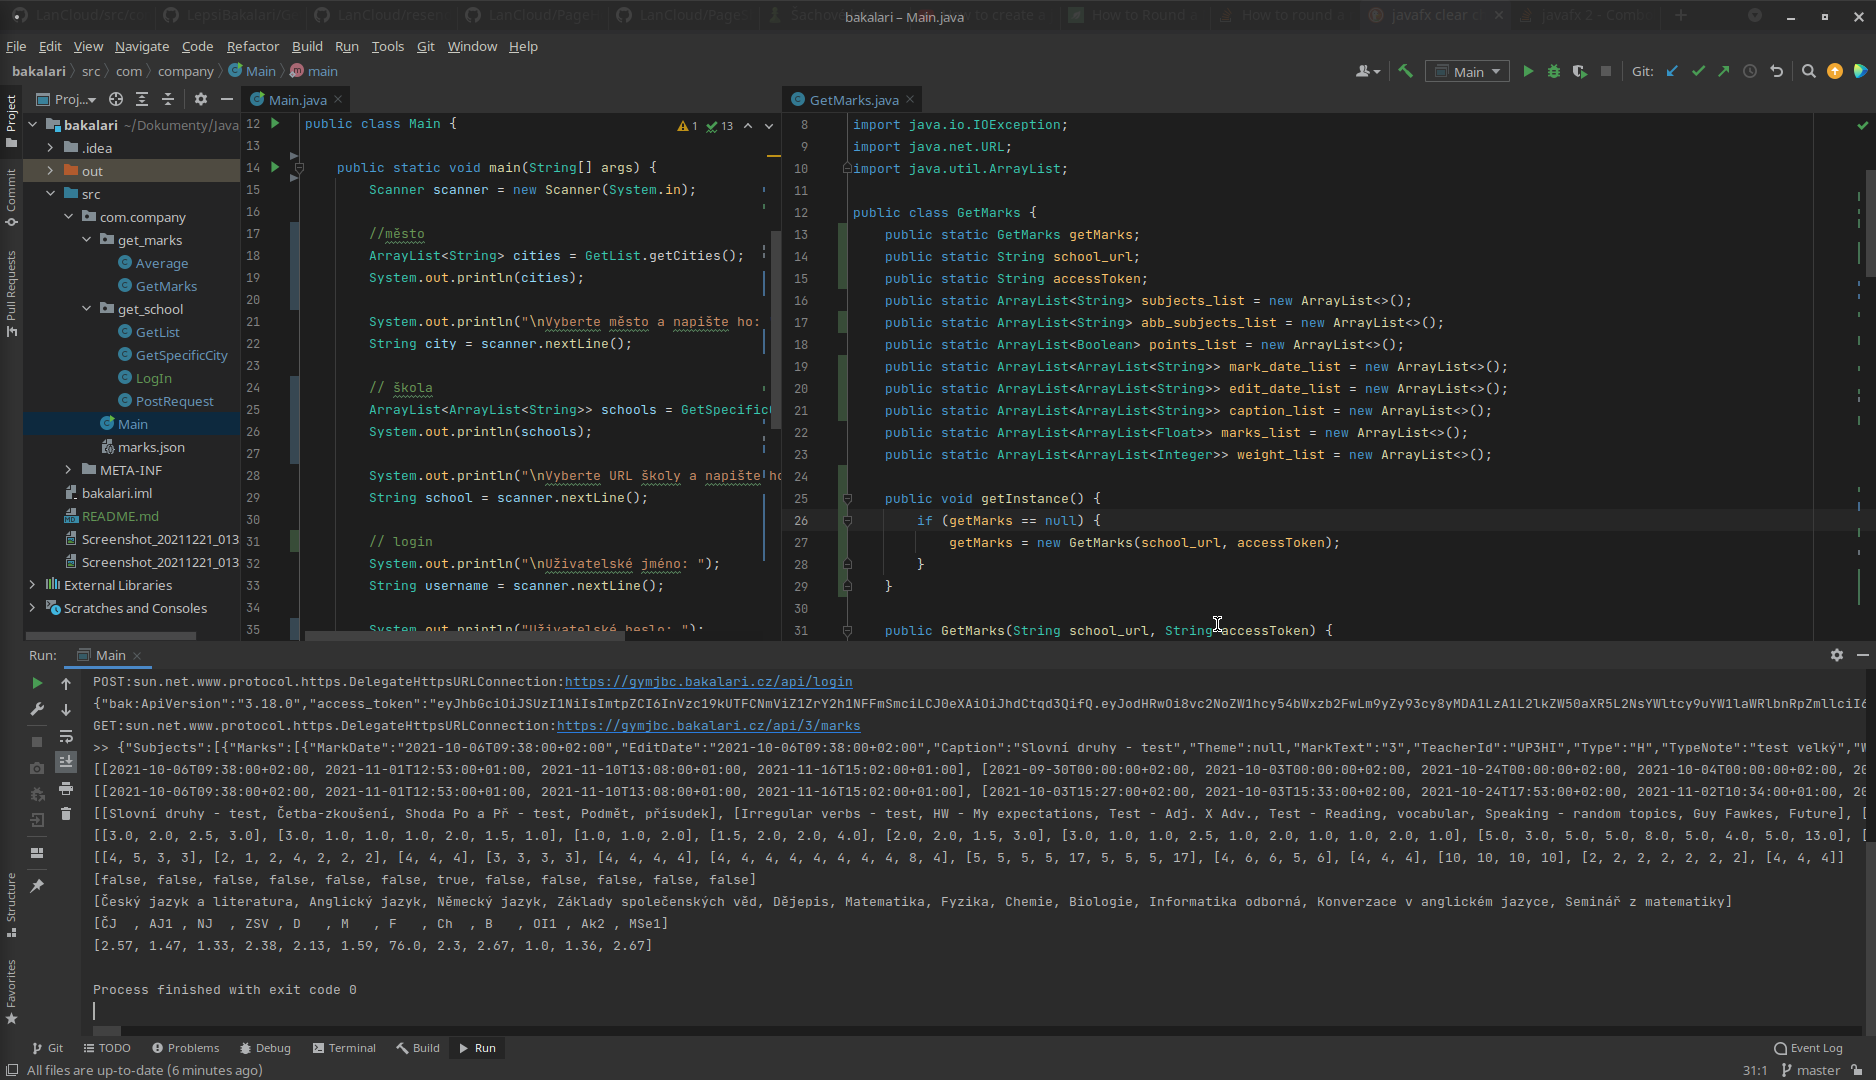 bakalari – Main.java
File Edit View Navigate Code Refactor Build Run Tools Git Window Help
bakalari src com company Main main
Main Git:
Proj...
Main.java
GetMarks.java
Project
Commit
Pull Requests
Structure
Favorites
bakalari ~/Dokumenty/Java
.idea
out
src
com.company
get_marks
Average
GetMarks
get_school
GetList
GetSpecificCity
LogIn
PostRequest
Main
marks.json
META-INF
bakalari.iml
README.md
Screenshot_20211221_013
Screenshot_20211221_013
External Libraries
Scratches and Consoles
1 13
12 public class Main {
13
14 public static void main(String[] args) {
15 Scanner scanner = new Scanner(System.in);
16
17 //město
18 ArrayList<String> cities = GetList.getCities();
19 System.out.println(cities);
20
21 System.out.println("\nVyberte město a napište ho:
22 String city = scanner.nextLine();
23
24 // škola
25 ArrayList<ArrayList<String>> schools = GetSpecific
26 System.out.println(schools);
27
28 System.out.println("\nVyberte URL školy a napište ho
29 String school = scanner.nextLine();
30
31 // login
32 System.out.println("\nUživatelské jméno: ");
33 String username = scanner.nextLine();
34
35 System.out.println("Uživatelské heslo: ");
8 import java.io.IOException;
9 import java.net.URL;
10 import java.util.ArrayList;
11
12 public class GetMarks {
13 public static GetMarks getMarks;
14 public static String school_url;
15 public static String accessToken;
16 public static ArrayList<String> subjects_list = new ArrayList<>();
17 public static ArrayList<String> abb_subjects_list = new ArrayList<>();
18 public static ArrayList<Boolean> points_list = new ArrayList<>();
19 public static ArrayList<ArrayList<String>> mark_date_list = new ArrayList<>();
20 public static ArrayList<ArrayList<String>> edit_date_list = new ArrayList<>();
21 public static ArrayList<ArrayList<String>> caption_list = new ArrayList<>();
22 public static ArrayList<ArrayList<Float>> marks_list = new ArrayList<>();
23 public static ArrayList<ArrayList<Integer>> weight_list = new ArrayList<>();
24
25 public void getInstance() {
26 if (getMarks == null) {
27 getMarks = new GetMarks(school_url, accessToken);
28 }
29 }
30
31 public GetMarks(String school_url, String accessToken) {
Run: Main
POST:sun.net.www.protocol.https.DelegateHttpsURLConnection:https://gymjbc.bakalari.cz/api/login
{"bak:ApiVersion":"3.18.0","access_token":
GET:sun.net.www.protocol.https.DelegateHttpsURLConnection:https://gymjbc.bakalari.cz/api/3/marks
>> {"Subjects":[{"Marks":[{"MarkDate":"2021-10-06T09:38:00+02:00","EditDate":"2021-10-06T09:38:00+02:00","Caption":"Slovní druhy - test","Theme":null,"MarkText":"3","TeacherId":"UP3HI","Type":"H","TypeNote":"test velký","W
[[2021-10-06T09:38:00+02:00, 2021-11-01T12:53:00+01:00, 2021-11-10T13:08:00+01:00, 2021-11-16T15:02:00+01:00], [2021-09-30T00:00:00+02:00, 2021-10-03T00:00:00+02:00, 2021-10-24T00:00:00+02:00, 2021-10-04T00:00:00+02:00, 20
[[2021-10-06T09:38:00+02:00, 2021-11-01T12:53:00+01:00, 2021-11-10T13:08:00+01:00, 2021-11-16T15:02:00+01:00], [2021-10-03T15:27:00+02:00, 2021-10-03T15:33:00+02:00, 2021-10-24T17:53:00+02:00, 2021-11-02T10:34:00+01:00, 20
[[Slovní druhy - test, Četba-zkoušení, Shoda Po a Př - test, Podmět, přísudek], [Irregular verbs - test, HW - My expectations, Test - Adj. X Adv., Test - Reading, vocabular, Speaking - random topics, Guy Fawkes, Future], [
[[3.0, 2.0, 2.5, 3.0], [3.0, 1.0, 1.0, 1.0, 2.0, 1.5, 1.0], [1.0, 1.0, 2.0], [1.5, 2.0, 2.0, 4.0], [2.0, 2.0, 1.5, 3.0], [3.0, 1.0, 1.0, 2.5, 1.0, 2.0, 1.0, 1.0, 2.0, 1.0], [5.0, 3.0, 5.0, 5.0, 8.0, 5.0, 4.0, 5.0, 13.0], [
[[4, 5, 3, 3], [2, 1, 2, 4, 2, 2, 2], [4, 4, 4], [3, 3, 3, 3], [4, 4, 4, 4], [4, 4, 4, 4, 4, 4, 4, 4, 8, 4], [5, 5, 5, 5, 17, 5, 5, 5, 17], [4, 6, 6, 5, 6], [4, 4, 4], [10, 10, 10, 10], [2, 2, 2, 2, 2, 2, 2], [4, 4, 4]]
[false, false, false, false, false, false, true, false, false, false, false, false]
[Český jazyk a literatura, Anglický jazyk, Německý jazyk, Základy společenských věd, Dějepis, Matematika, Fyzika, Chemie, Biologie, Informatika odborná, Konverzace v anglickém jazyce, Seminář z matematiky]
[ČJ , AJ1 , NJ , ZSV , D , M , F , Ch , B , OI1 , Ak2 , MSe1]
[2.57, 1.47, 1.33, 2.38, 2.13, 1.59, 76.0, 2.3, 2.67, 1.0, 1.36, 2.67]
Process finished with exit code 0
Git TODO Problems Debug Terminal Build Run Event Log
All files are up-to-date (6 minutes ago) 31:1 master